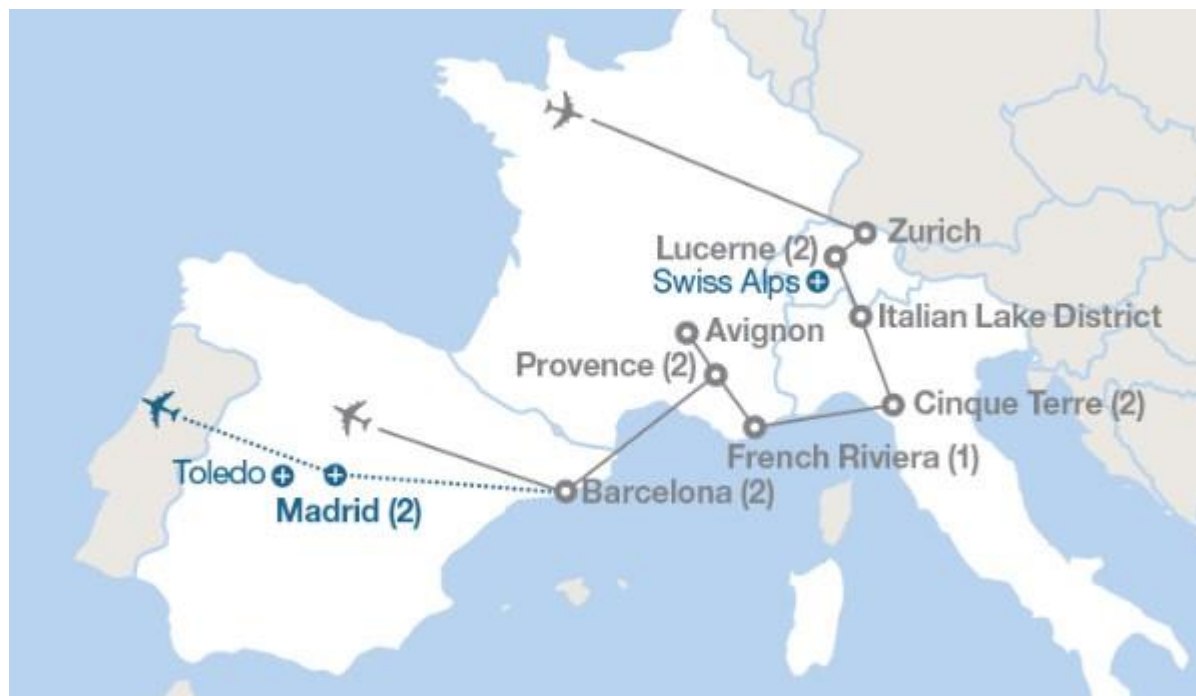 Zurich
Lucerne (2)
Swiss Alps
Italian Lake District
Avignon
Provence (2)
Cinque Terre (2)
French Riviera (1)
Toledo
Barcelona (2)
Madrid (2)